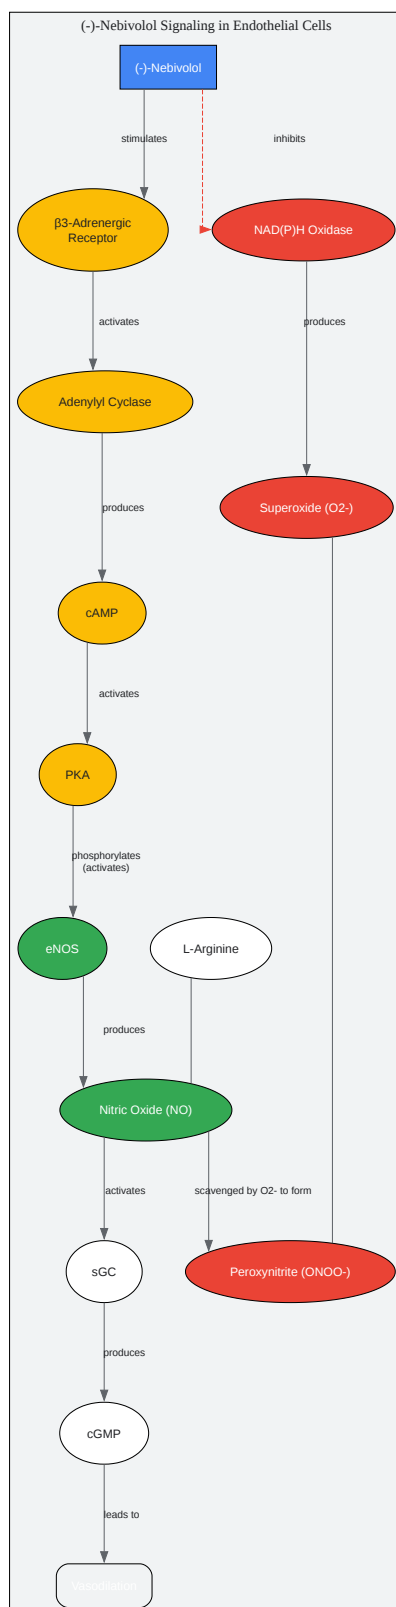 (-)-Nebivolol Signaling in Endothelial Cells
(-)-Nebivolol
stimulates
inhibits
β3-Adrenergic
Receptor
NAD(P)H Oxidase
activates
produces
Adenylyl Cyclase
produces
Superoxide (O2-)
cAMP
activates
PKA
phosphorylates
(activates)
eNOS
L-Arginine
produces
Nitric Oxide (NO)
activates
scavenged by O2- to form
sGC
Peroxynitrite (ONOO-)
produces
cGMP
leads to
Vasodilation